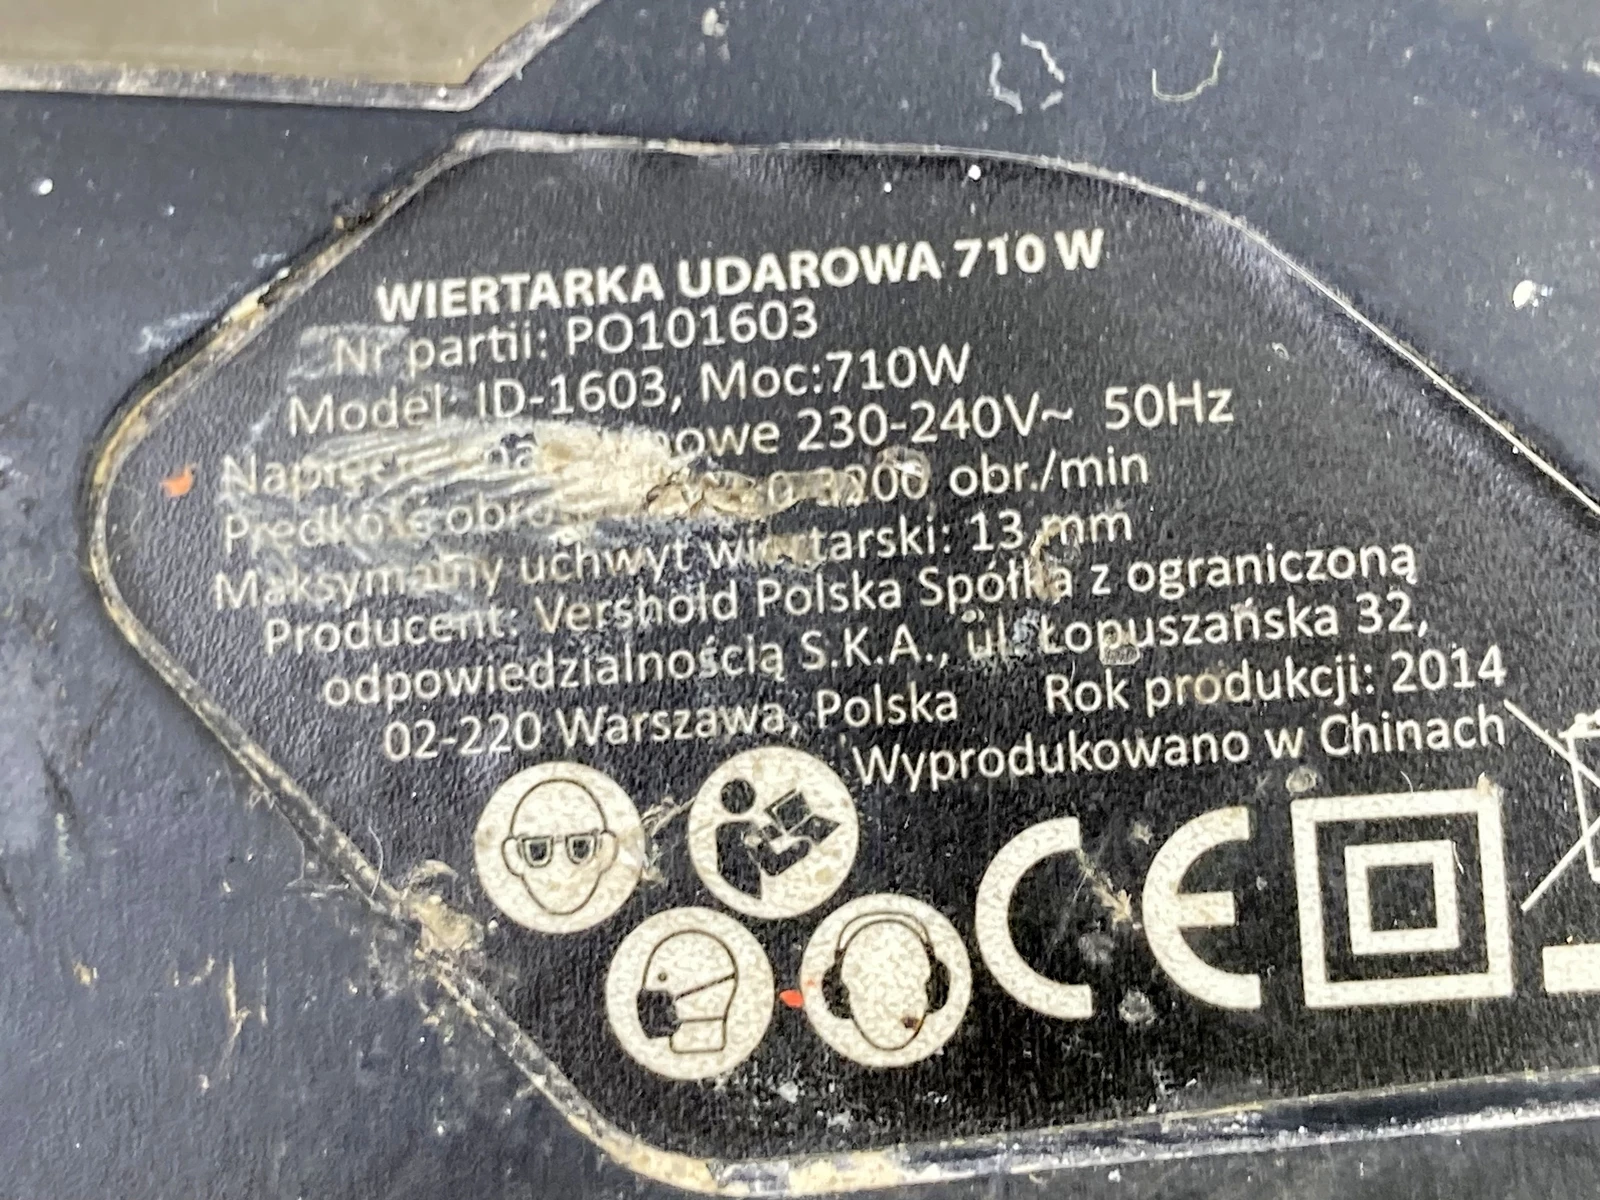 WIERTARKA UDAROWA 710 W
Nr partii: PO101603
Model: ID-1603, Moc:710W
230-240V~ 50Hz
obr./min
Maksymalny uchwyt wiertarski: 13 mm
Producent: Vershold Polska Spółka z ograniczoną
odpowiedzialnością S.K.A., ul. Łopuszańska 32,
02-220 Warszawa, Polska Rok produkcji: 2014
Wyprodukowano w Chinach
CE